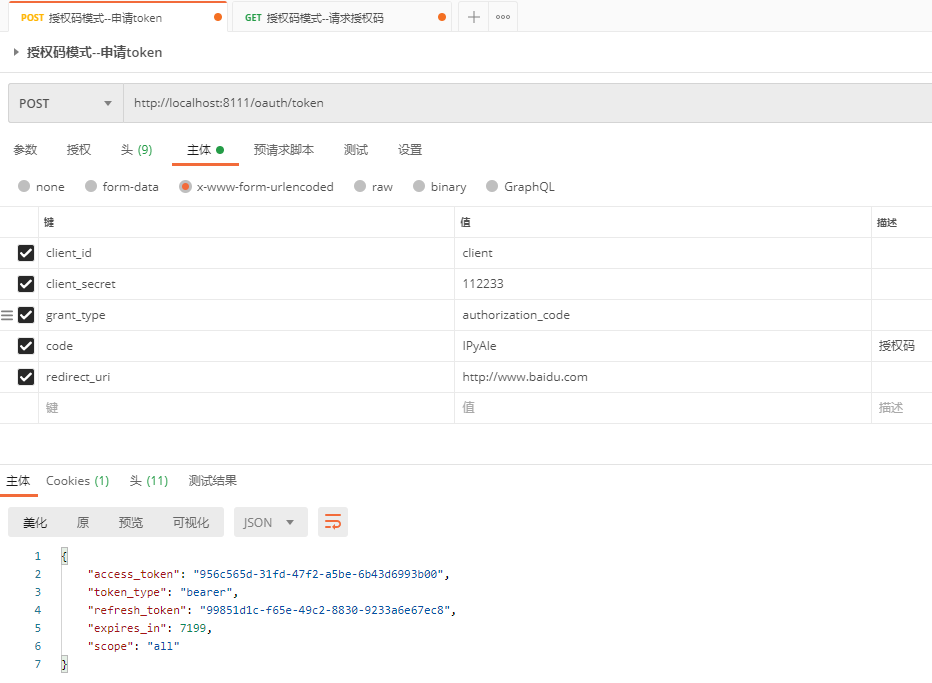 POST 授权码模式--申请token GET 授权码模式--请求授权码
授权码模式--申请token
POST http://localhost:8111/oauth/token
参数 授权 头 (9) 主体 预请求脚本 测试 设置
none form-data x-www-form-urlencoded raw binary GraphQL
键 值 描述
client_id client
client_secret 112233
grant_type authorization_code
code IPyAle 授权码
redirect_uri http://www.baidu.com
键 值 描述
主体 Cookies (1) 头 (11) 测试结果
美化 原 预览 可视化 JSON
1 {
2 "access_token": "956c565d-31fd-47f2-a5be-6b43d6993b00",
3 "token_type": "bearer",
4 "refresh_token": "99851d1c-f65e-49c2-8830-9233a6e67ec8",
5 "expires_in": 7199,
6 "scope": "all"
7 }